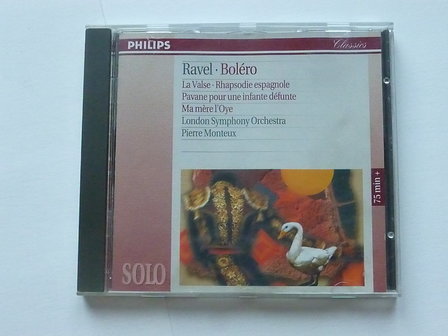 PHILIPS
Classics
Ravel · Boléro
La Valse · Rhapsodie espagnole
Pavane pour une infante défunte
Ma mère l'Oye
London Symphony Orchestra
Pierre Monteux
75 min +
SOLO